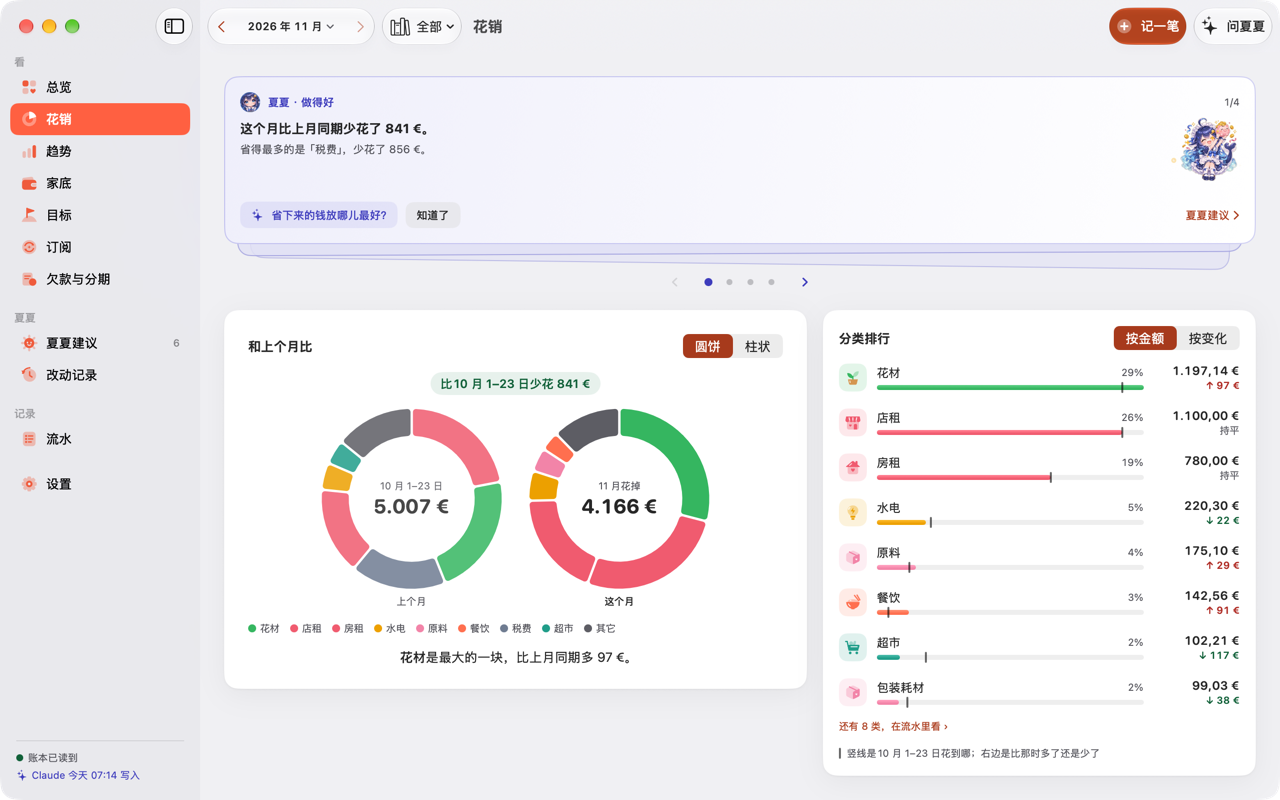 2026 年 11 月
全部
花销
记一笔
问夏夏
看
总览
花销
趋势
家底
目标
订阅
欠款与分期
夏夏
夏夏建议
6
改动记录
记录
流水
设置
账本已读到
Claude 今天 07:14 写入
夏夏 · 做得好
1/4
这个月比上月同期少花了 841 €。
省得最多的是「税费」，少花了 856 €。
省下来的钱放哪儿最好?
知道了
夏夏建议
和上个月比
圆饼
柱状
比10 月 1–23 日少花 841 €
10 月 1–23 日
5.007 €
上个月
11 月花掉
4.166 €
这个月
花材
店租
房租
水电
原料
餐饮
税费
超市
其它
花材是最大的一块，比上月同期多 97 €。
分类排行
按金额
按变化
花材
29%
1.197,14 €
↑ 97 €
店租
26%
1.100,00 €
持平
房租
19%
780,00 €
持平
水电
5%
220,30 €
↓ 22 €
原料
4%
175,10 €
↑ 29 €
餐饮
3%
142,56 €
↑ 91 €
超市
2%
102,21 €
↓ 117 €
包装耗材
2%
99,03 €
↓ 38 €
还有 8 类，在流水里看 ›
竖线是10 月 1–23 日花到哪；右边是比那时多了还是少了